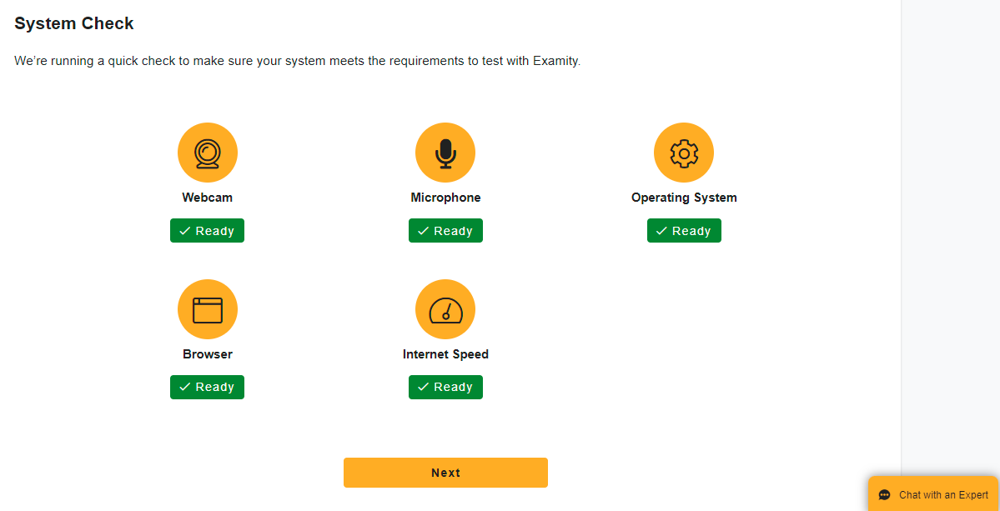 System Check
We’re running a quick check to make sure your system meets the requirements to test with Examity.
Webcam
Microphone
Operating System
Ready
Ready
Ready
Browser
Internet Speed
Ready
Ready
Next
Chat with an Expert